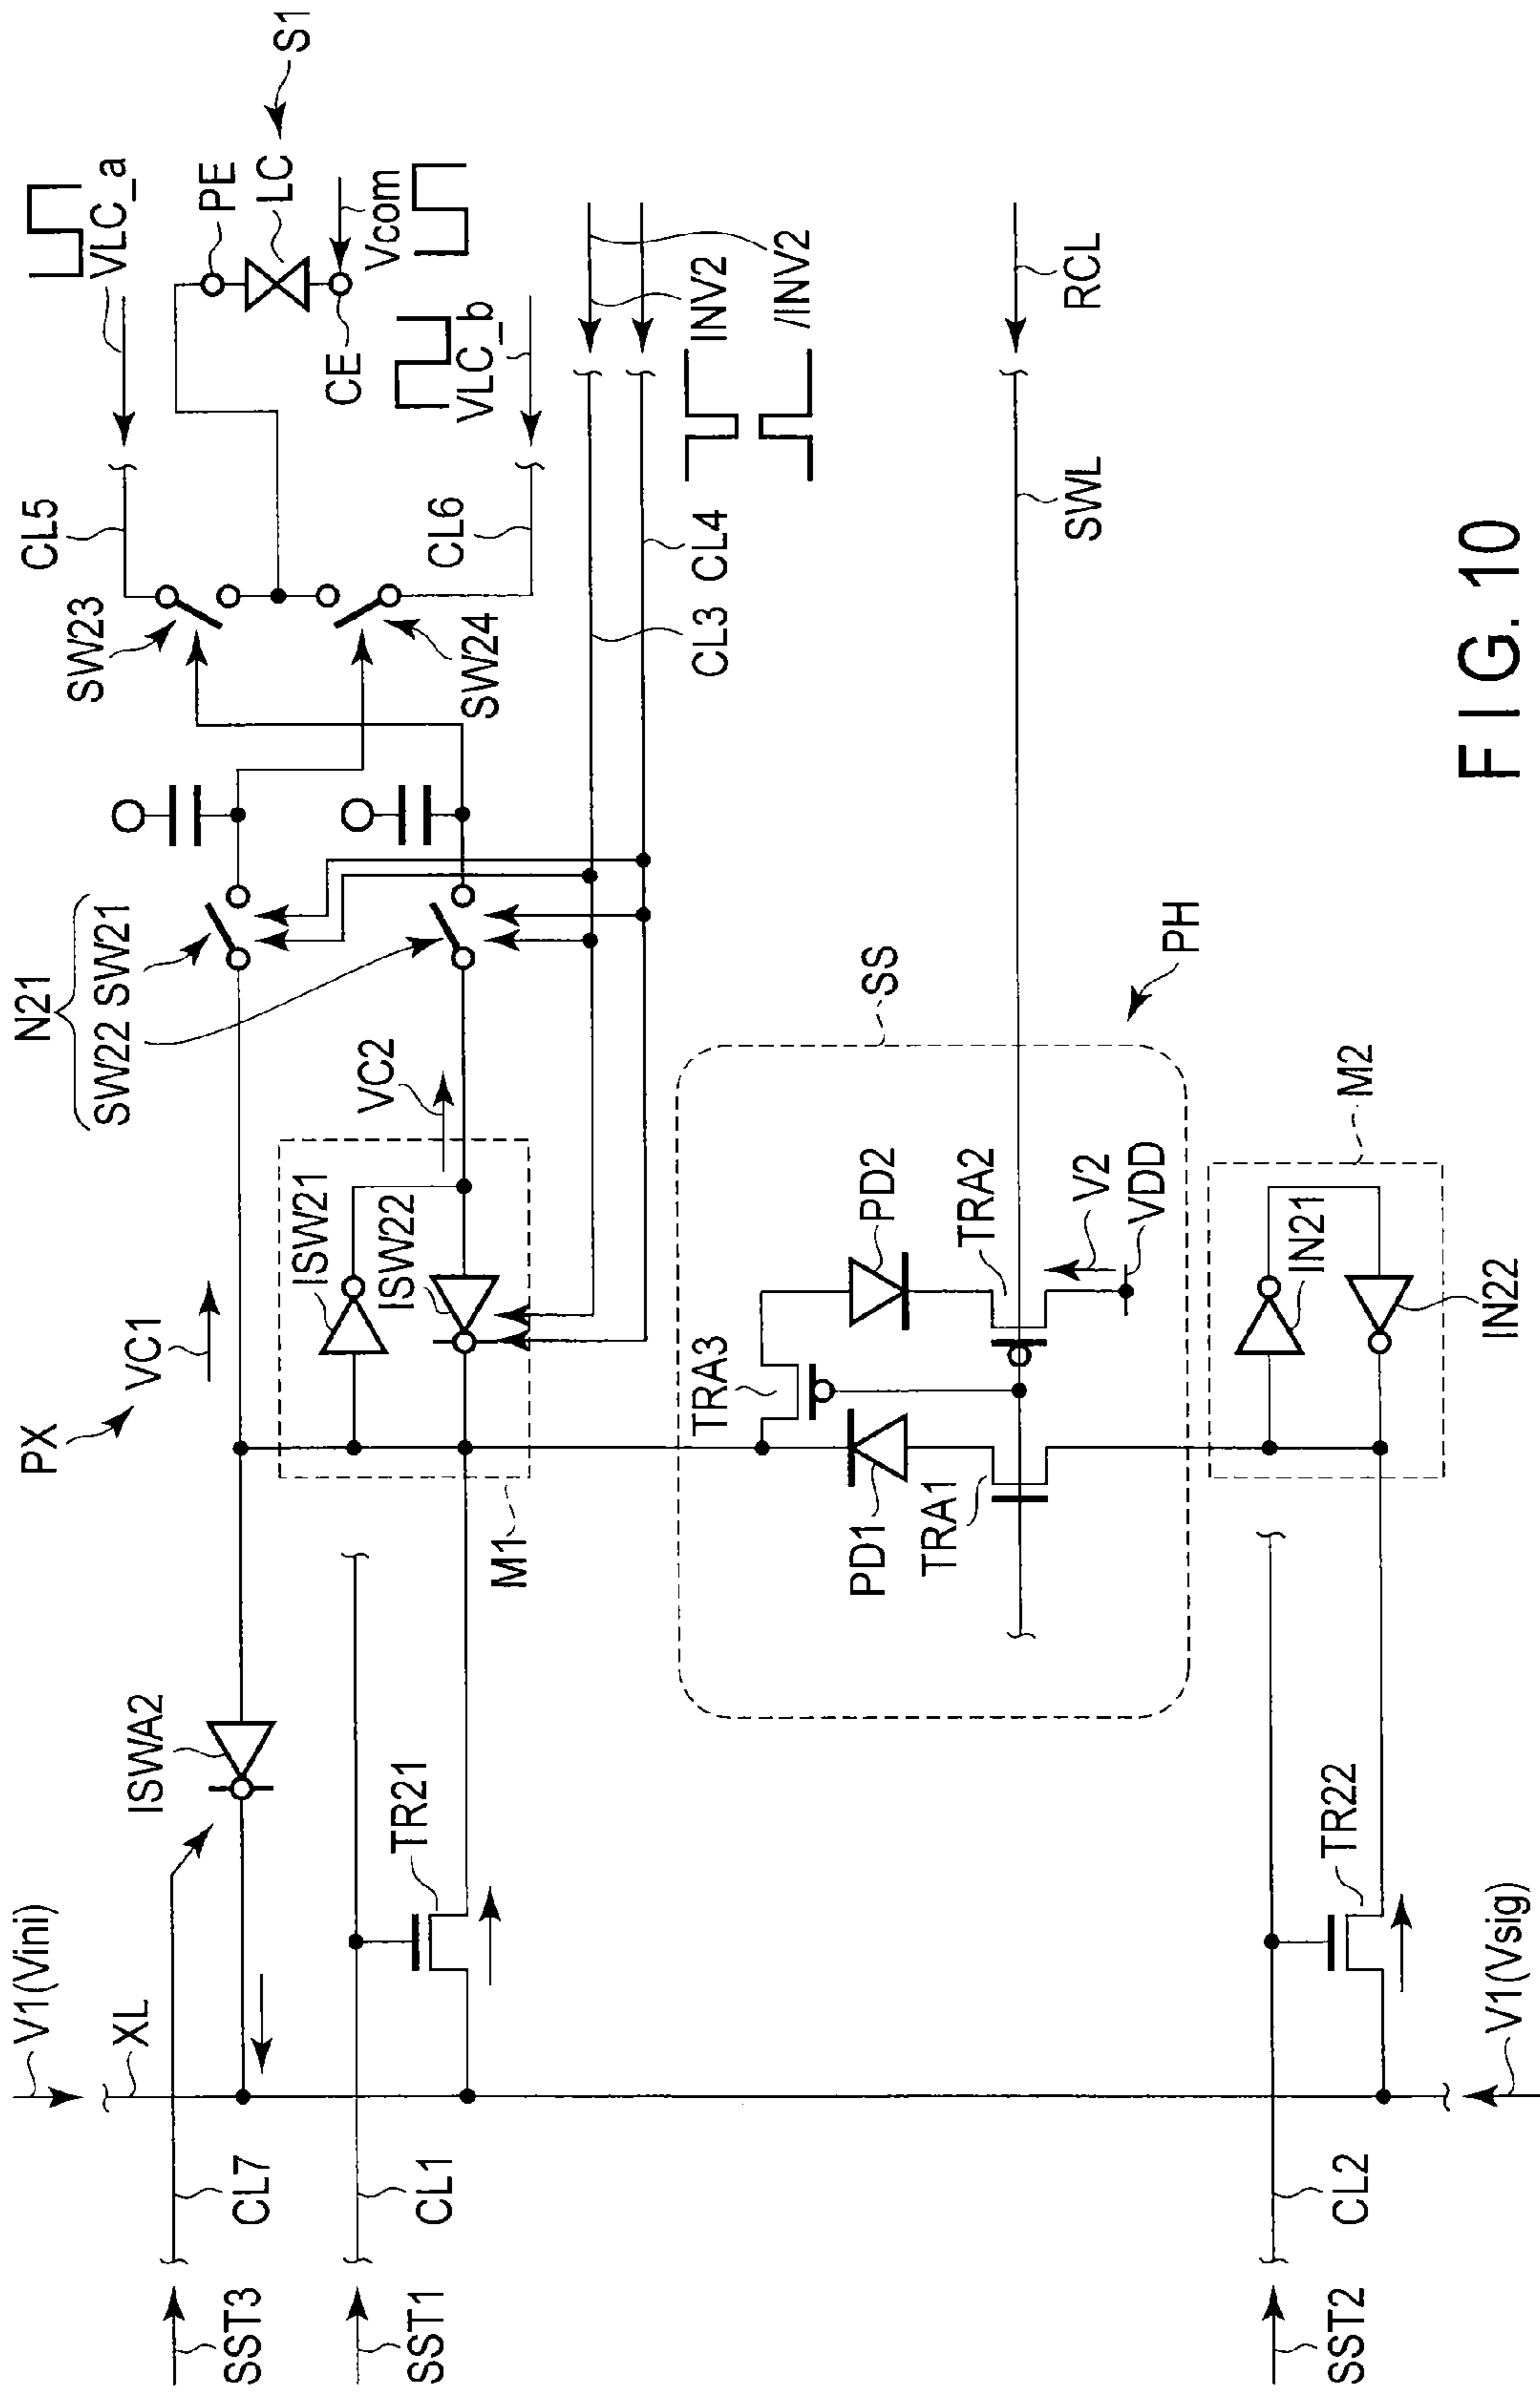 V1(Vini)
XL
SST3
CL7
ISWA2
PX
VC1
N21
SW21
SW22
SW23
CL5
VLC_a
PE
LC
S1
CE
Vcom
VLC_b
CL6
SW24
SST1
CL1
TR21
M1
ISW21
ISW22
VC2
CL3
CL4
INV2
/INV2
SS
PH
TRA3
PD2
TRA2
V2
VDD
PD1
TRA1
SWL
RCL
SST2
CL2
TR22
M2
IN21
IN22
V1(Vsig)
FIG. 10